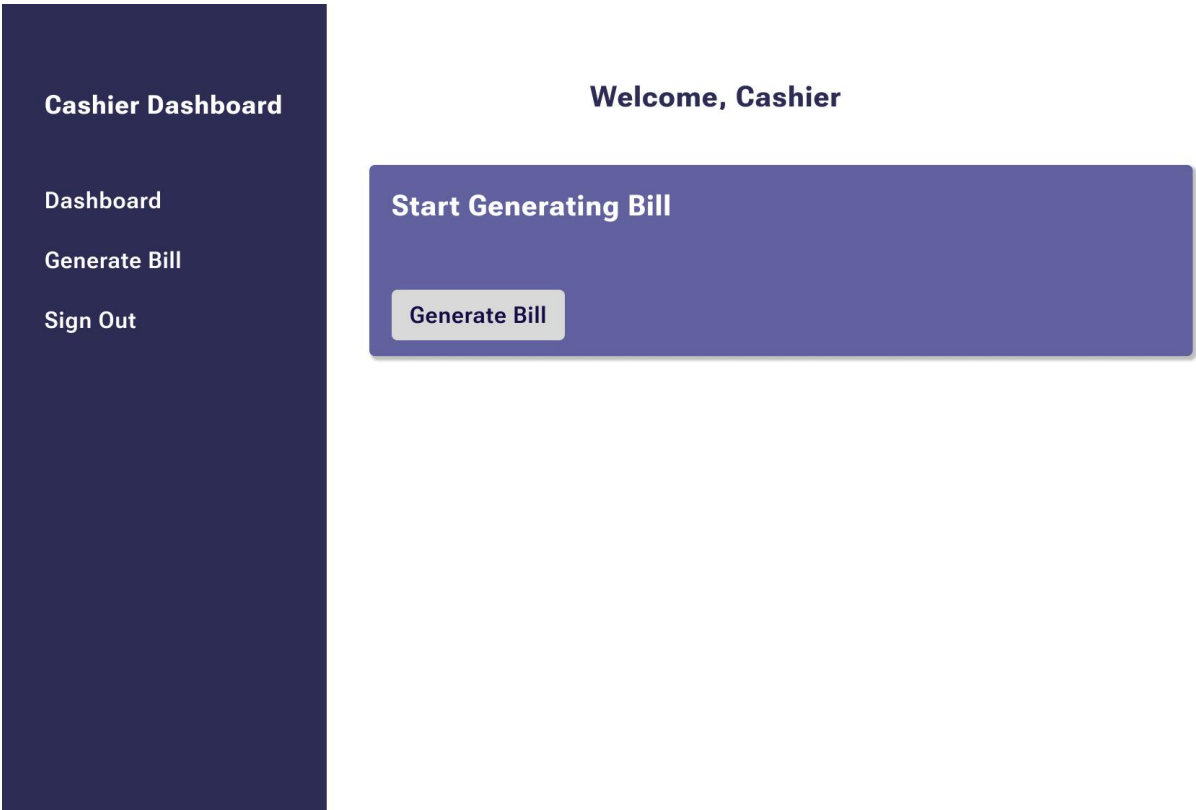 Cashier Dashboard
Dashboard
Generate Bill
Sign Out
Welcome, Cashier
Start Generating Bill
Generate Bill